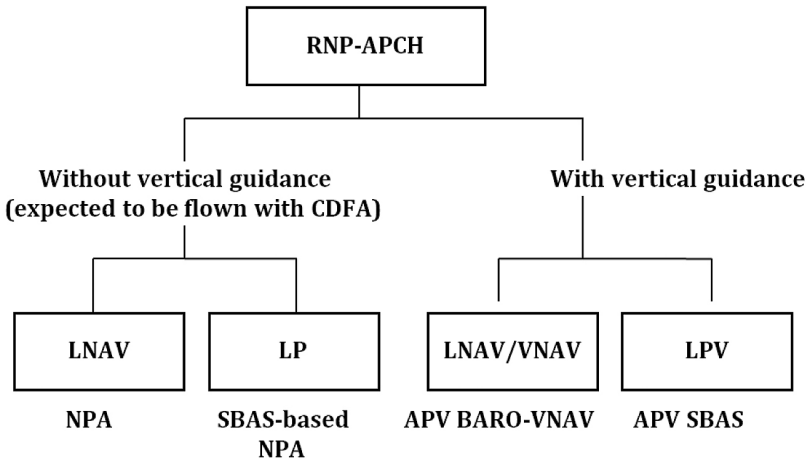 RNP-APCH
Without vertical guidance
(expected to be flown with CDFA)
With vertical guidance
LNAV
LP
LNAV/VNAV
LPV
NPA
SBAS-based
NPA
APV BARO-VNAV
APV SBAS